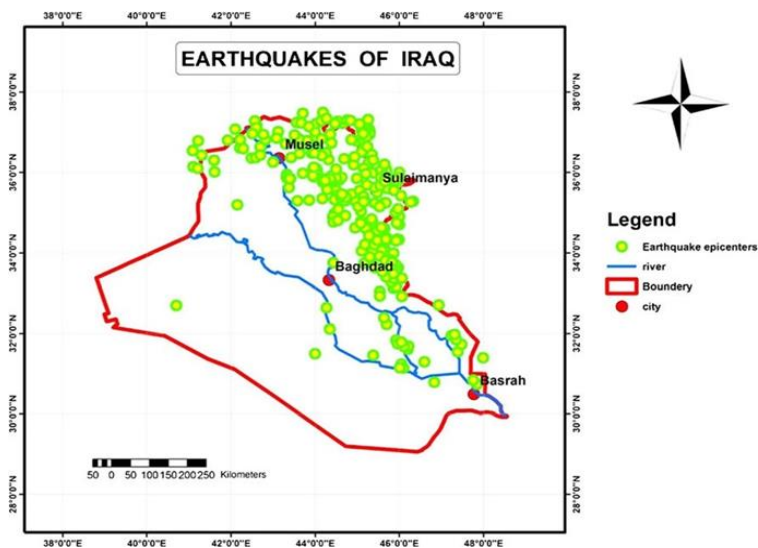 38°0'0"E 40°0'0"E 42°0'0"E 44°0'0"E 46°0'0"E 48°0'0"E
EARTHQUAKES OF IRAQ
38°0'0"N
38°0'0"N
Musel
36°0'0"N
36°0'0"N
Sulaimanya
34°0'0"N
34°0'0"N
Baghdad
32°0'0"N
32°0'0"N
Basrah
30°0'0"N
30°0'0"N
50 0 50 100 150 200 250 Kilometers
28°0'0"N
28°0'0"N
38°0'0"E 40°0'0"E 42°0'0"E 44°0'0"E 46°0'0"E 48°0'0"E
Legend
Earthquake epicenters
river
Boundery
city